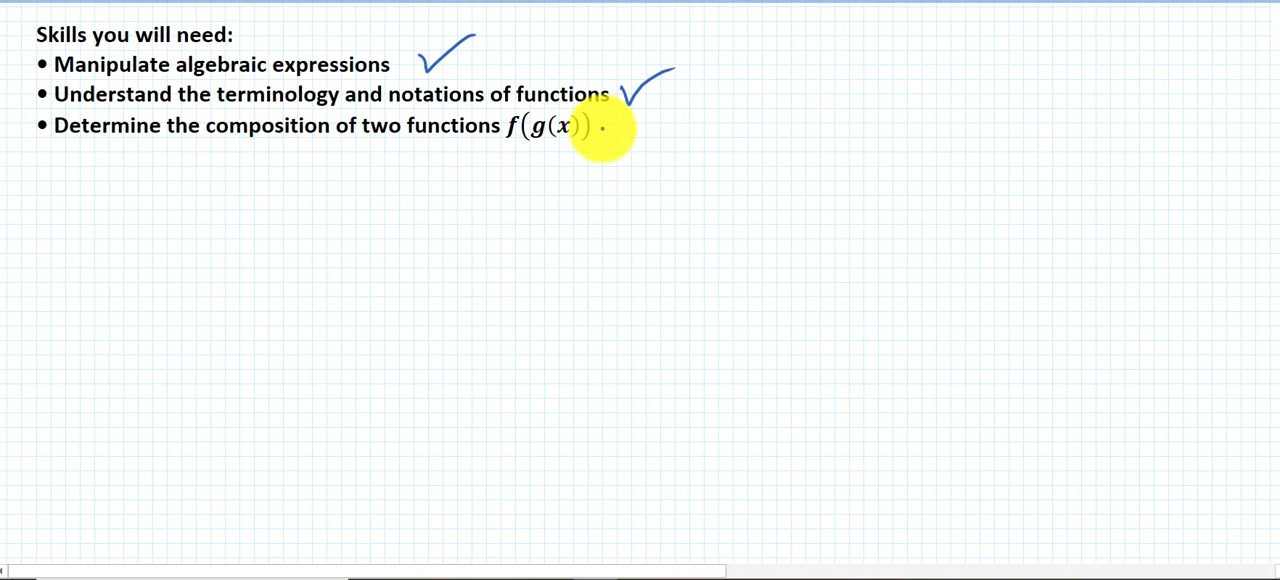 Skills you will need:
• Manipulate algebraic expressions
• Understand the terminology and notations of functions
• Determine the composition of two functions f(g(x))